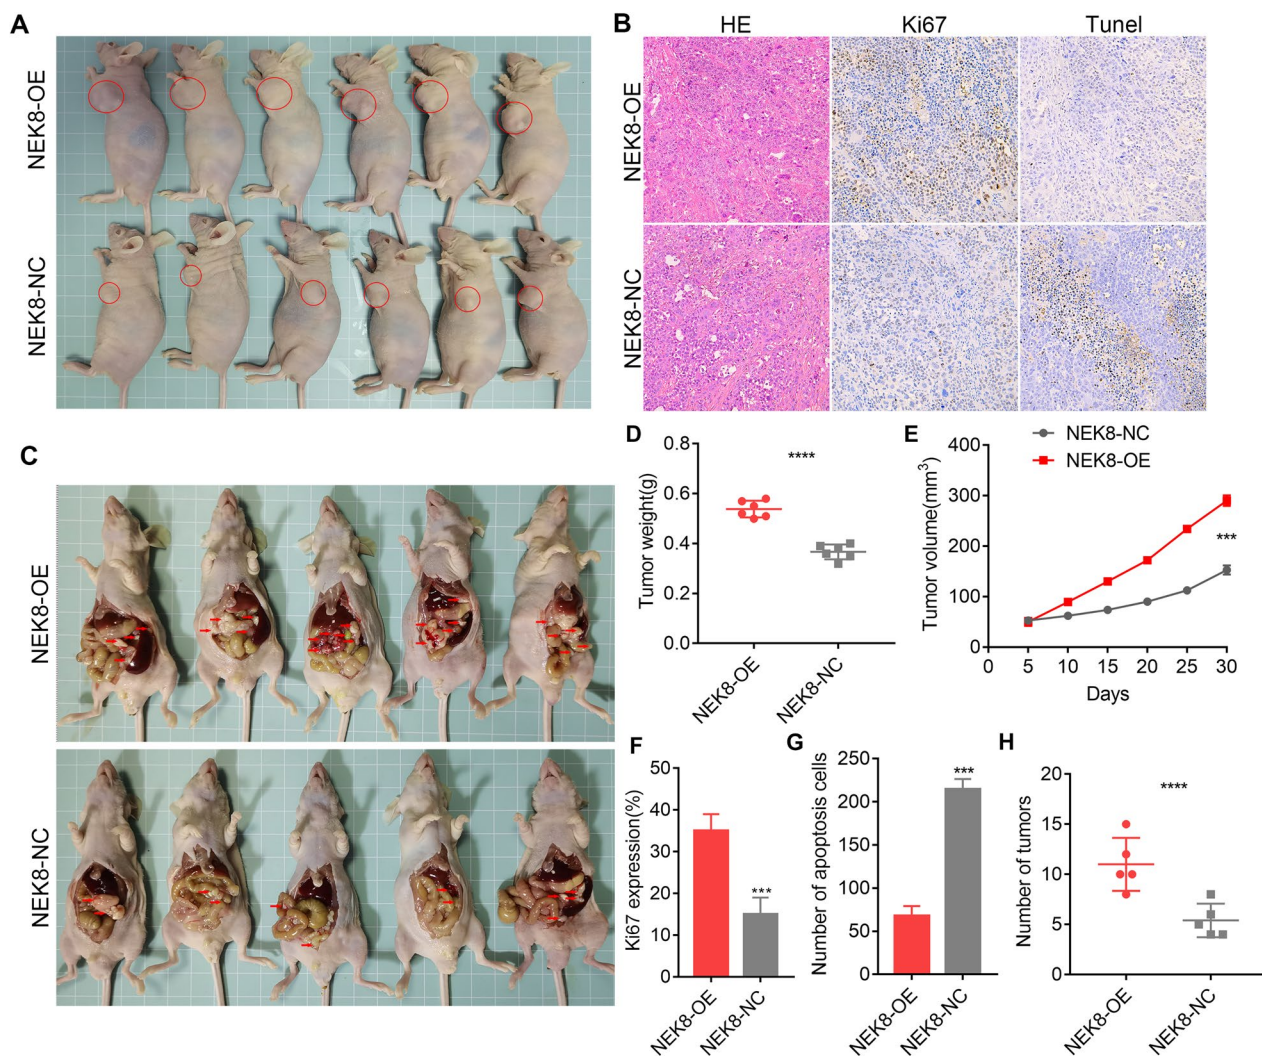 A
NEK8-OE
NEK8-NC
B
HE
Ki67
Tunel
NEK8-OE
NEK8-NC
C
NEK8-OE
NEK8-NC
D
Tumor weight(g)
0.8
0.6
0.4
0.2
0.0
****
NEK8-OE
NEK8-NC
E
NEK8-NC
NEK8-OE
Tumor volume(mm³)
400
300
200
100
0
***
0
5
10
15
20
25
30
Days
F
Ki67 expression(%)
50
40
30
20
10
0
***
NEK8-OE
NEK8-NC
G
Number of apoptosis cells
250
200
150
100
50
0
***
NEK8-OE
NEK8-NC
H
Number of tumors
20
15
10
5
0
****
NEK8-OE
NEK8-NC